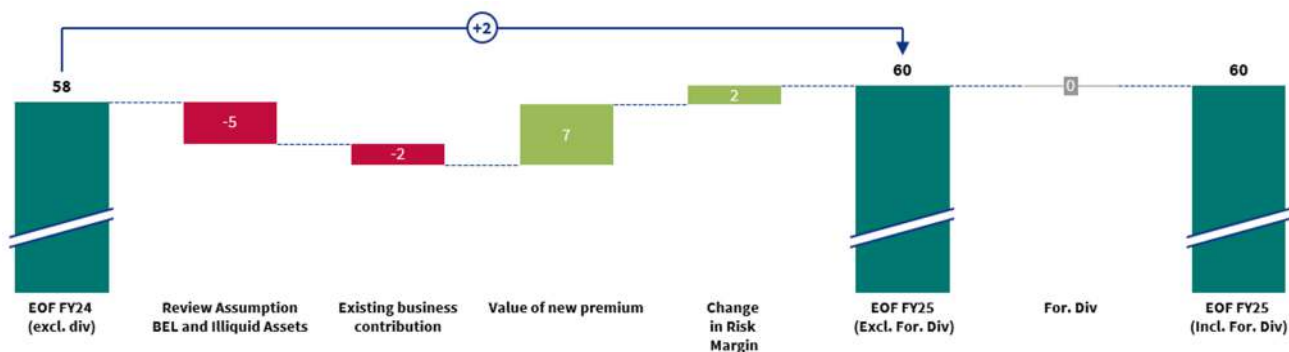 +2
58
-5
-2
7
2
60
0
60
EOF FY24
(excl. div)
Review Assumption
BEL and Illiquid Assets
Existing business
contribution
Value of new premium
Change
in Risk
Margin
EOF FY25
(Excl. For. Div)
For. Div
EOF FY25
(Incl. For. Div)